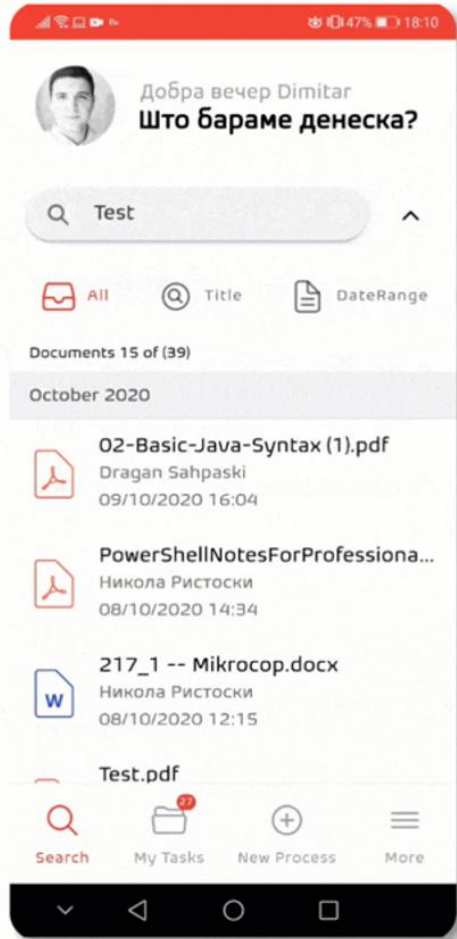 47% 18:10
Добра вечер Dimitar
Што бараме денеска?
Test
All Title DateRange
Documents 15 of (39)
October 2020
02-Basic-Java-Syntax (1).pdf
Dragan Sahpaski
09/10/2020 16:04
PowerShellNotesForProfessiona...
Никола Ристоски
08/10/2020 14:34
217_1 -- Mikrocop.docx
W
Никола Ристоски
08/10/2020 12:15
Test.pdf
27
Search My Tasks New Process More